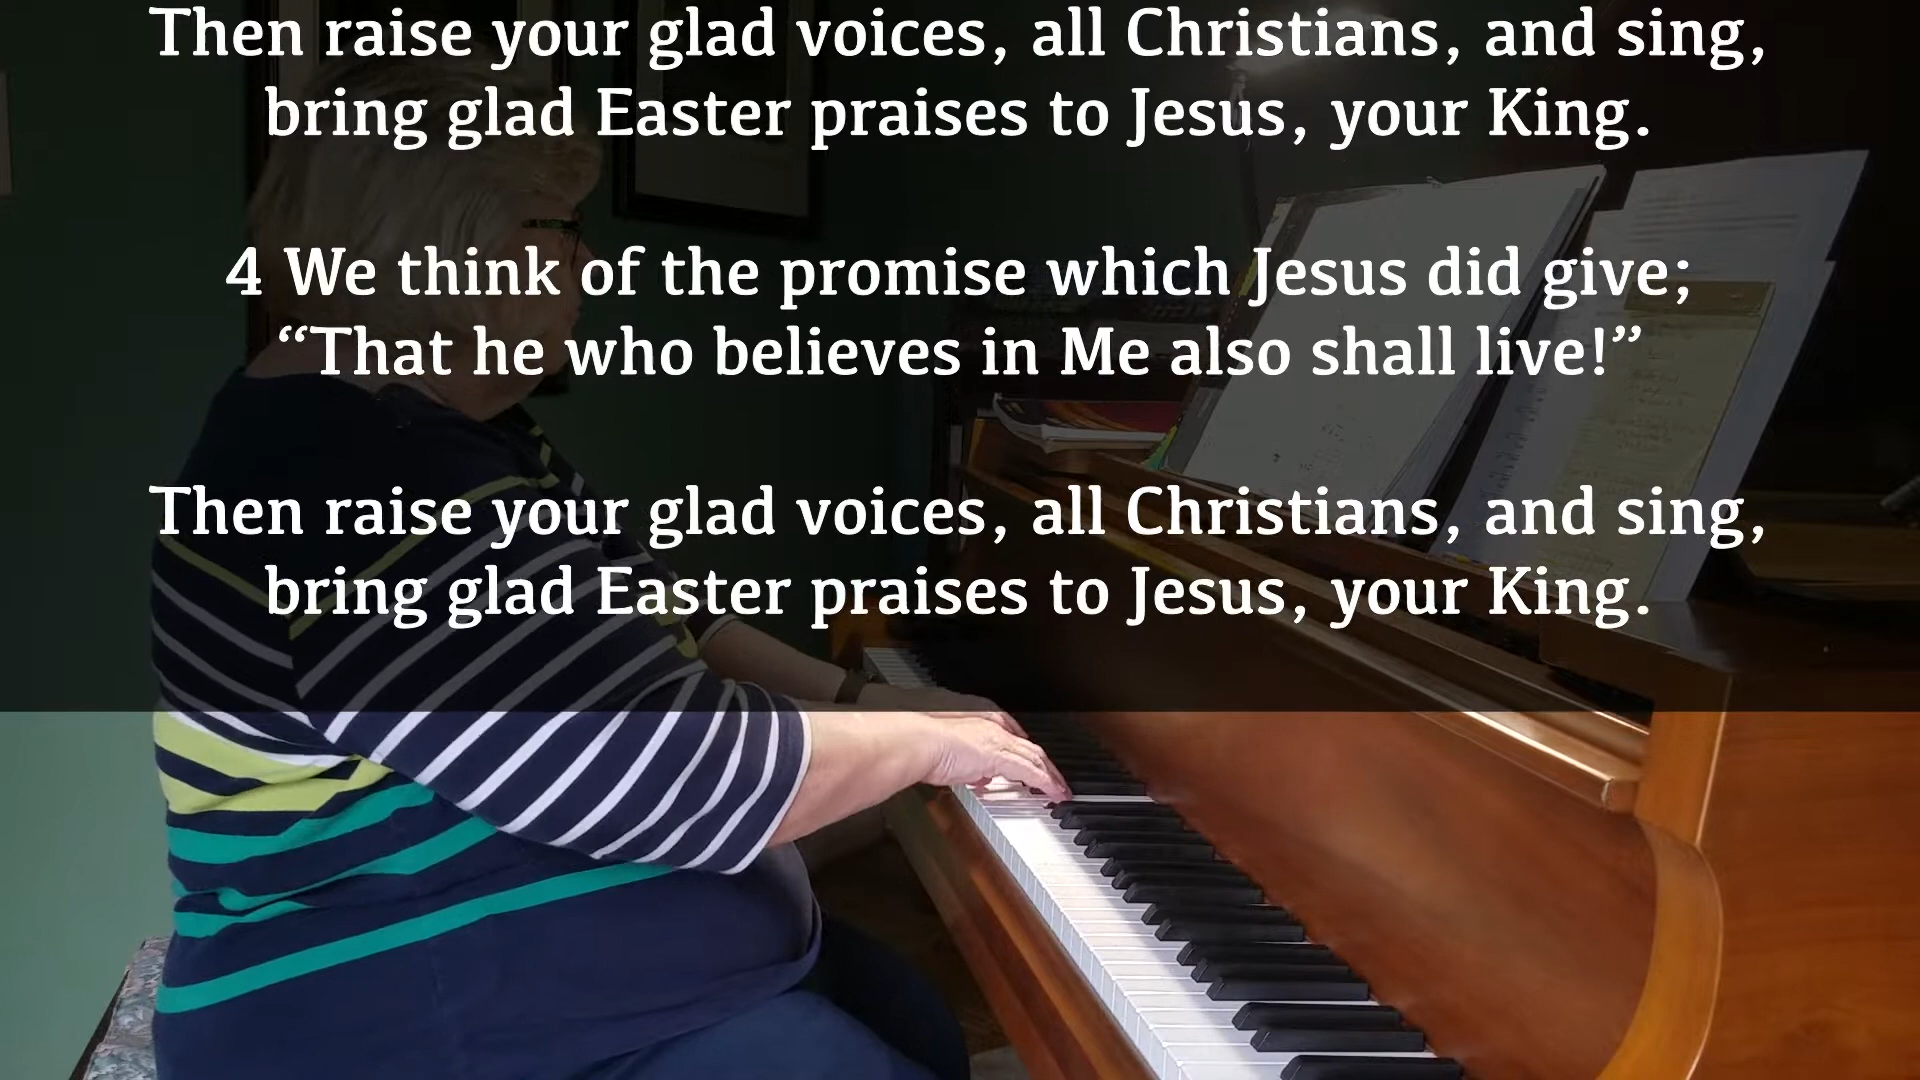 Then raise your glad voices, all Christians, and sing,
bring glad Easter praises to Jesus, your King.
4 We think of the promise which Jesus did give;
“That he who believes in Me also shall live!”
Then raise your glad voices, all Christians, and sing,
bring glad Easter praises to Jesus, your King.